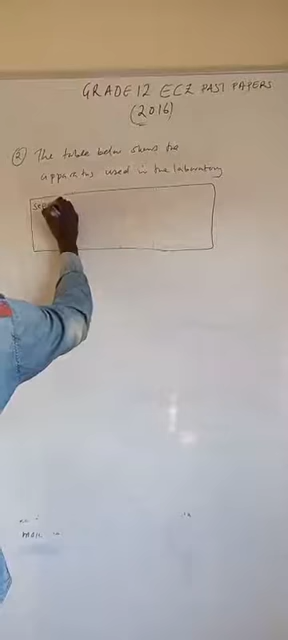 GRADE 12 ECZ PAST PAPERS
(2016)
② The table below shows the
apparatus used in the laboratory